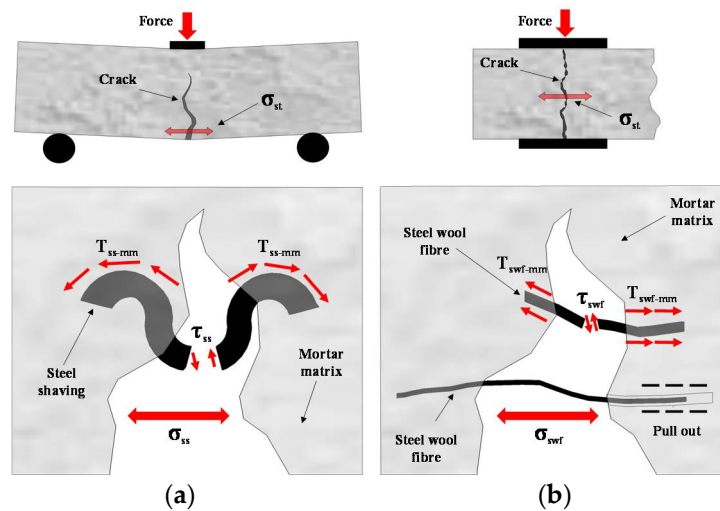 Force
Crack
σst
Force
Crack
σst
Tss-mm
Tss-mm
τss
Steel
shaving
Mortar
matrix
σss
Mortar
matrix
Steel wool
fibre
Tswf-mm
Tswf-mm
τswf
Steel wool
fibre
σswf
Pull out
(a)
(b)